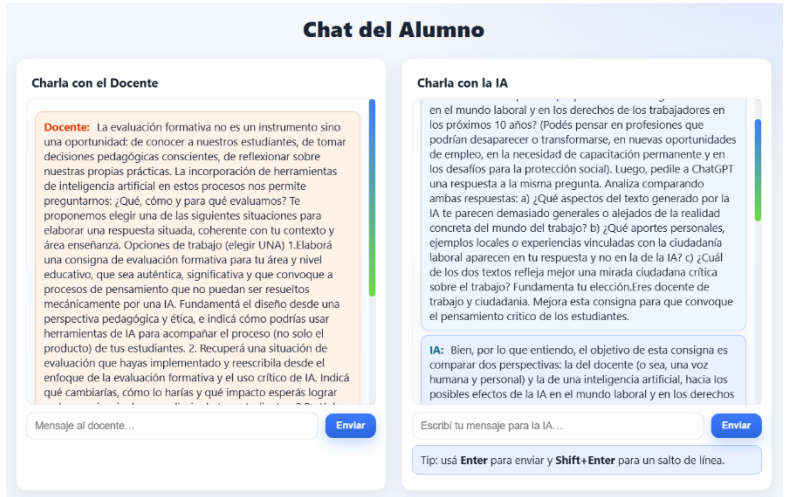 Chat del Alumno
Charla con el Docente
Docente: La evaluación formativa no es un instrumento sino
una oportunidad: de conocer a nuestros estudiantes, de tomar
decisiones pedagógicas conscientes, de reflexionar sobre
nuestras propias prácticas. La incorporación de herramientas
de inteligencia artificial en estos procesos nos permite
preguntarnos: ¿Qué, cómo y para qué evaluamos? Te
proponemos elegir una de las siguientes situaciones para
elaborar una respuesta situada, coherente con tu contexto y
área enseñanza. Opciones de trabajo (elegir UNA) 1.Elaborá
una consigna de evaluación formativa para tu área y nivel
educativo, que sea auténtica, significativa y que convoque a
procesos de pensamiento que no puedan ser resueltos
mecánicamente por una IA. Fundamentá el diseño desde una
perspectiva pedagógica y ética, e indicá cómo podrías usar
herramientas de IA para acompañar el proceso (no solo el
producto) de tus estudiantes. 2. Recuperá una situación de
evaluación que hayas implementado y reescribila desde el
enfoque de la evaluación formativa y el uso crítico de IA. Indicá
qué cambiarías, cómo lo harías y qué impacto esperás lograr
Mensaje al docente...
Enviar
Charla con la IA
en el mundo laboral y en los derechos de los trabajadores en
los próximos 10 años? (Podés pensar en profesiones que
podrían desaparecer o transformarse, en nuevas oportunidades
de empleo, en la necesidad de capacitación permanente y en
los desafíos para la protección social). Luego, pedile a ChatGPT
una respuesta a la misma pregunta. Analiza comparando
ambas respuestas: a) ¿Qué aspectos del texto generado por la
IA te parecen demasiado generales o alejados de la realidad
concreta del mundo del trabajo? b) ¿Qué aportes personales,
ejemplos locales o experiencias vinculadas con la ciudadanía
laboral aparecen en tu respuesta y no en la de la IA? c) ¿Cuál
de los dos textos refleja mejor una mirada ciudadana crítica
sobre el trabajo? Fundamenta tu elección.Eres docente de
trabajo y ciudadania. Mejora esta consigna para que convoque
el pensamiento critico de los estudiantes.
IA: Bien, por lo que entiendo, el objetivo de esta consigna es
comparar dos perspectivas: la del docente (o sea, una voz
humana y personal) y la de una inteligencia artificial, hacia los
posibles efectos de la IA en el mundo laboral y en los derechos
Escribí tu mensaje para la IA...
Enviar
Tip: usá Enter para enviar y Shift+Enter para un salto de línea.